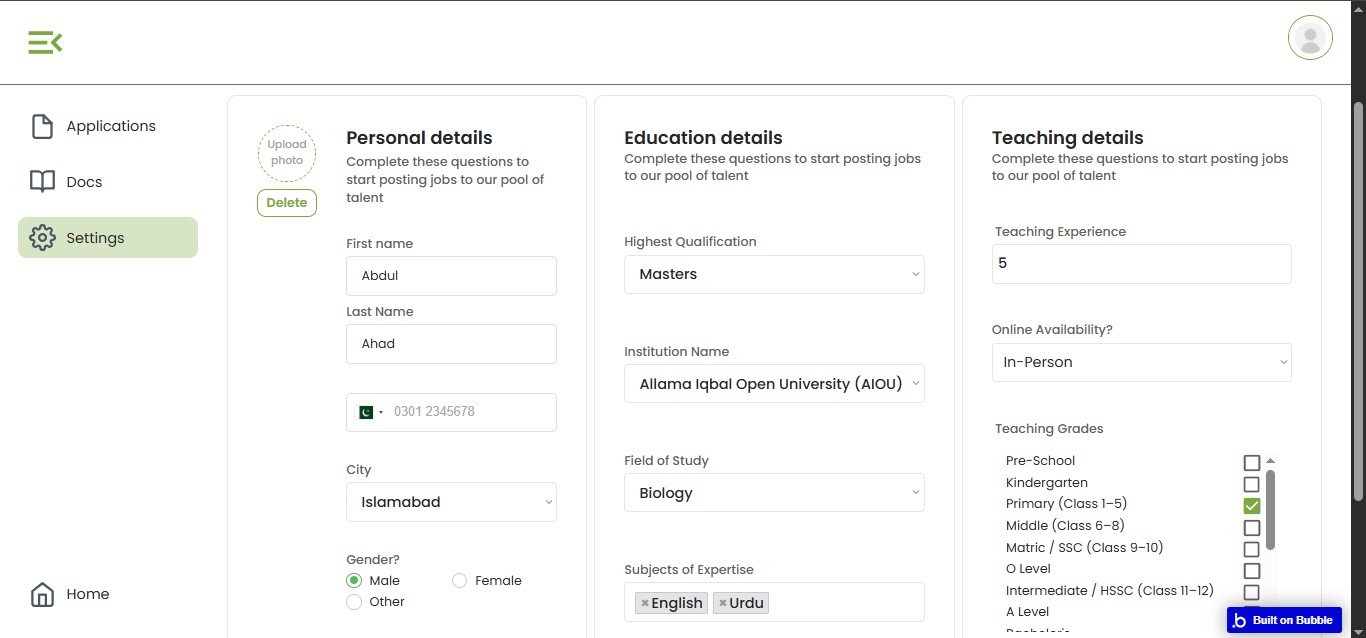 Applications
Docs
Settings
Home
Upload
photo
Delete
Personal details
Complete these questions to
start posting jobs to our pool of
talent
First name
Abdul
Last Name
Ahad
0301 2345678
City
Islamabad
Gender?
Male
Female
Other
Education details
Complete these questions to start posting jobs
to our pool of talent
Highest Qualification
Masters
Institution Name
Allama Iqbal Open University (AIOU)
Field of Study
Biology
Subjects of Expertise
×English ×Urdu
Teaching details
Complete these questions to start posting jobs
to our pool of talent
Teaching Experience
5
Online Availability?
In-Person
Teaching Grades
Pre-School
Kindergarten
Primary (Class 1–5)
Middle (Class 6–8)
Matric / SSC (Class 9–10)
O Level
Intermediate / HSSC (Class 11–12)
A Level
Bachelor's
b Built on Bubble